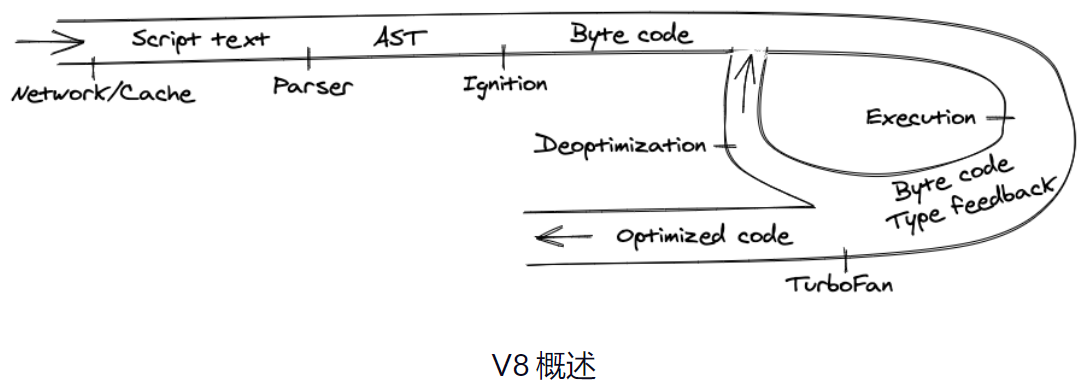 Script text
AST
Byte code
Network/Cache
Parser
Ignition
Execution
Deoptimization
Byte code
Type feedback
Optimized code
TurboFan
V8 概述